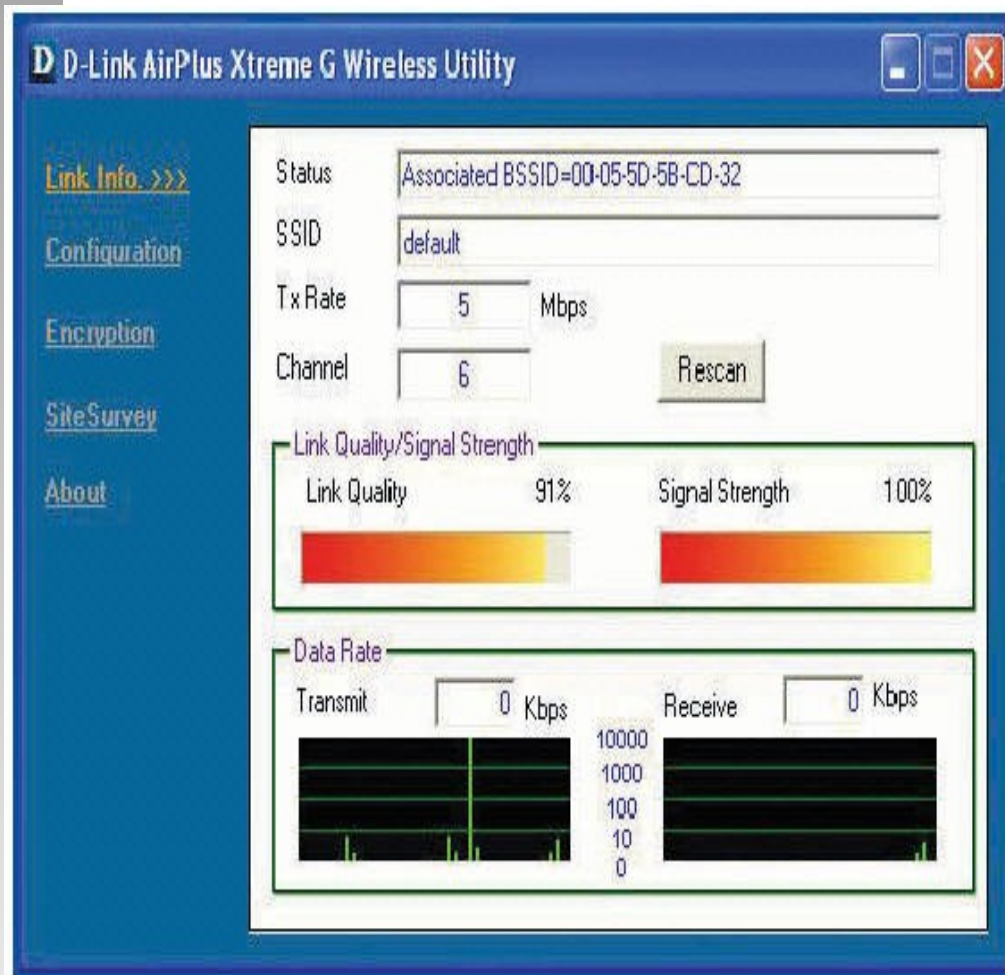 D D-Link AirPlus Xtreme G Wireless Utility
Link Info. >>>
Configuration
Encryption
SiteSurvey
About
Status Associated BSSID=00-05-5D-5B-CD-32
SSID default
Tx Rate 5 Mbps
Channel 6 Rescan
Link Quality/Signal Strength
Link Quality 91% Signal Strength 100%
Data Rate
Transmit 0 Kbps Receive 0 Kbps
10000
1000
100
10
0